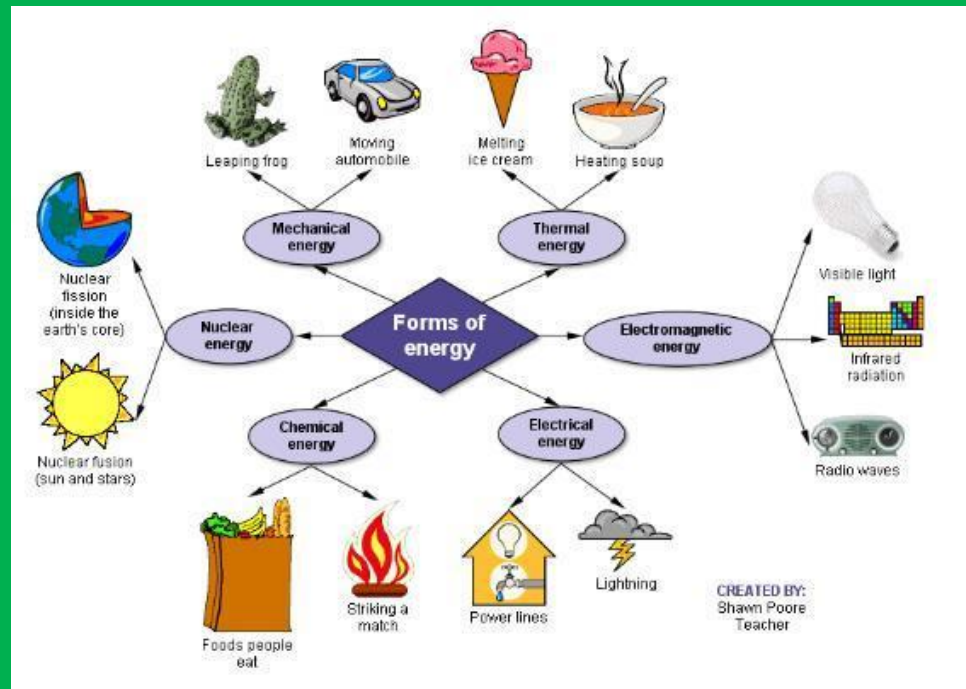 Leaping frog
Moving
automobile
Melting
ice cream
Heating soup
Mechanical
energy
Thermal
energy
Nuclear
fission
(inside the
earth's core)
Nuclear
energy
Forms of
energy
Electromagnetic
energy
Visible light
Infrared
radiation
Radio waves
Nuclear fusion
(sun and stars)
Chemical
energy
Electrical
energy
Foods people
eat
Striking a
match
Power lines
Lightning
CREATED BY:
Shawn Poore
Teacher